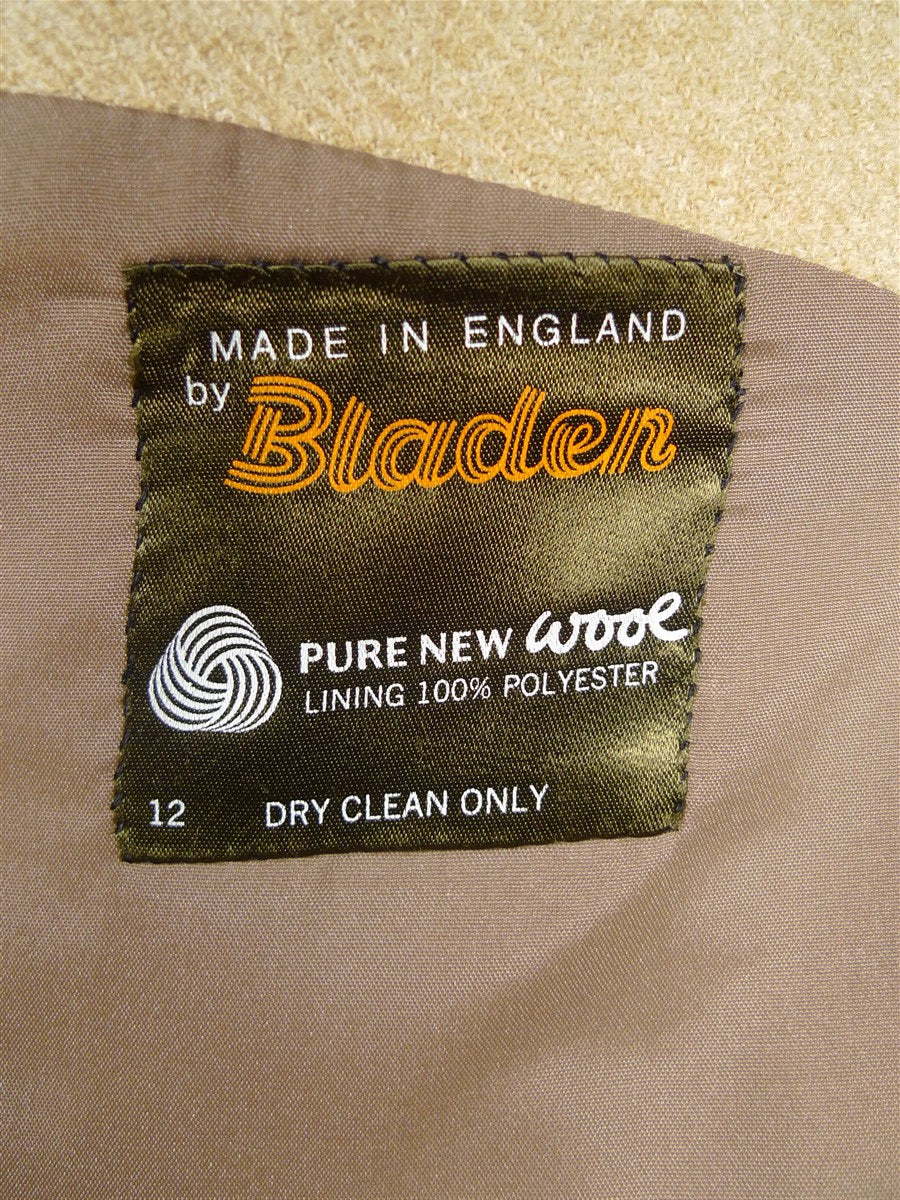 MADE IN ENGLAND
by Bladen
PURE NEW wool
LINING 100% POLYESTER
12 DRY CLEAN ONLY